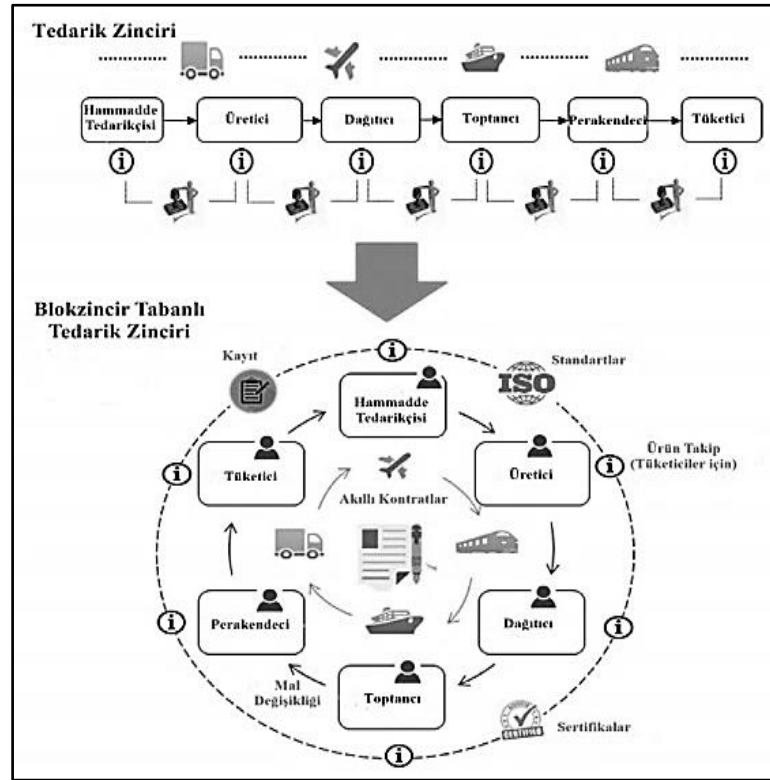 Tedarik Zinciri
Hammadde
Tedarikçisi
Üretici
Dağıtıcı
Toptancı
Perakendeci
Tüketici
i
i
i
i
i
i
Blokzincir Tabanlı
Tedarik Zinciri
i
Kayıt
Standartlar
ISO
Hammadde
Tedarikçisi
Ürün Takip
(Tüketiciler için)
i
i
Tüketici
Üretici
Akıllı Kontratlar
Perakendeci
Dağıtıcı
i
i
Mal
Değişikliği
Toptancı
Sertifikalar
CERTIFIED
i